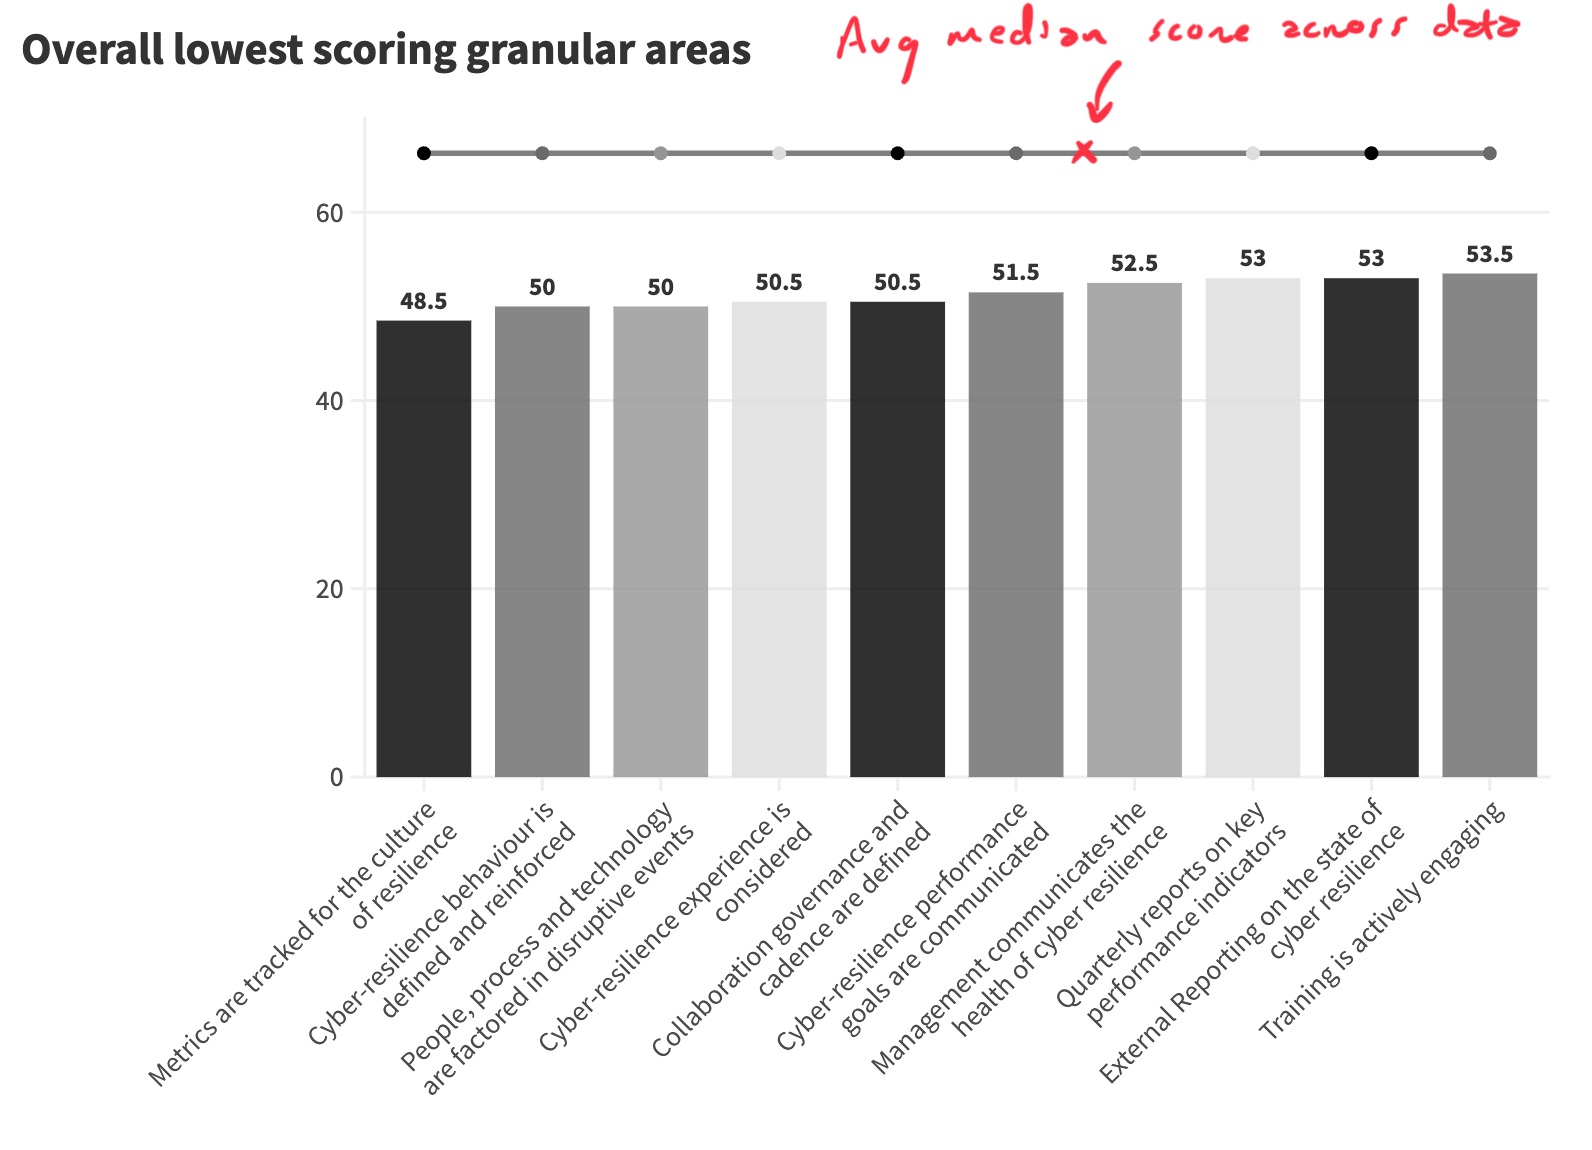 Overall lowest scoring granular areas
Avg median score across data
60
40
20
0
48.5
50
50
50.5
50.5
51.5
52.5
53
53
53.5
Metrics are tracked for the culture
of resilience
Cyber-resilience behaviour is
defined and reinforced
People, process and technology
are factored in disruptive events
Cyber-resilience experience is
considered
Collaboration governance and
cadence are defined
Cyber-resilience performance
goals are communicated
Management communicates the
health of cyber resilience
Quarterly reports on key
performance indicators
External Reporting on the state of
cyber resilience
Training is actively engaging